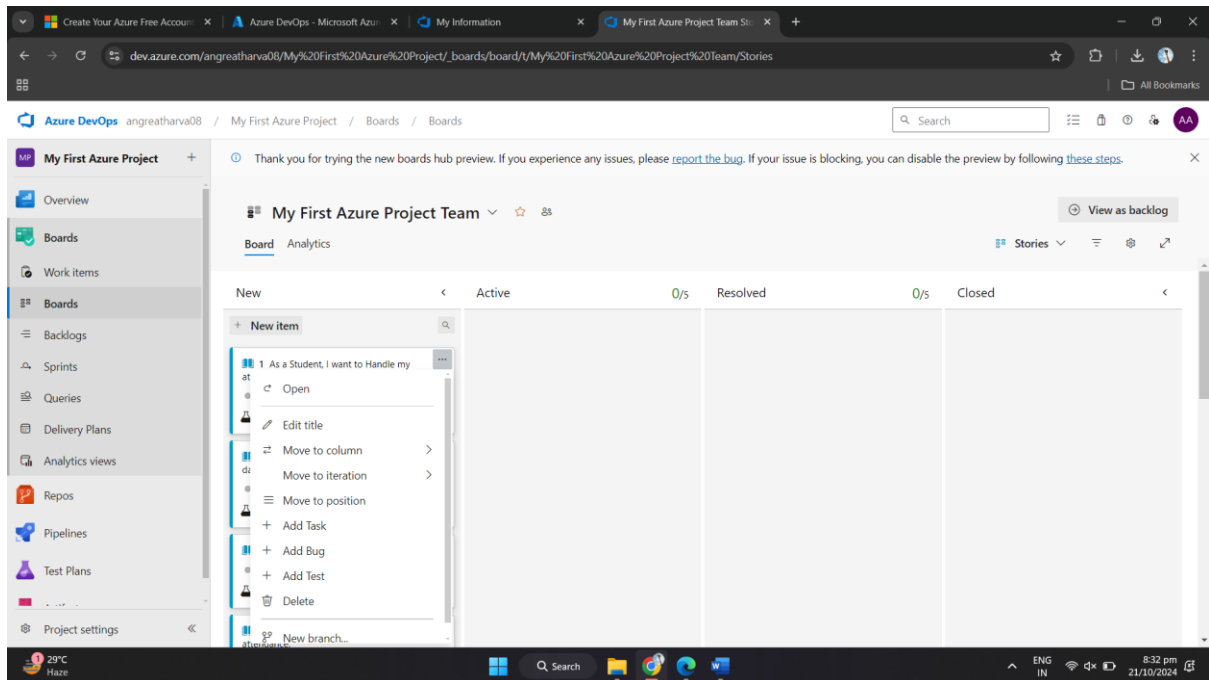 Create Your Azure Free Account
Azure DevOps - Microsoft Azur
My Information
My First Azure Project Team Sto
dev.azure.com/angreatharva08/My%20First%20Azure%20Project/_boards/board/t/My%20First%20Azure%20Project%20Team/Stories
All Bookmarks
Azure DevOps angreatharva08 / My First Azure Project / Boards / Boards
Search
AA
MP My First Azure Project +
Thank you for trying the new boards hub preview. If you experience any issues, please report the bug. If your issue is blocking, you can disable the preview by following these steps.
Overview
Boards
Work items
Boards
Backlogs
Sprints
Queries
Delivery Plans
Analytics views
Repos
Pipelines
Test Plans
Project settings
My First Azure Project Team
View as backlog
Board Analytics
Stories
New
Active 0/5
Resolved 0/5
Closed
+ New item
1 As a Student, I want to Handle my
at
da
attendance.
Open
Edit title
Move to column
Move to iteration
Move to position
+ Add Task
+ Add Bug
+ Add Test
Delete
New branch...
1
29°C
Haze
Search
ENG
IN
8:32 pm
21/10/2024